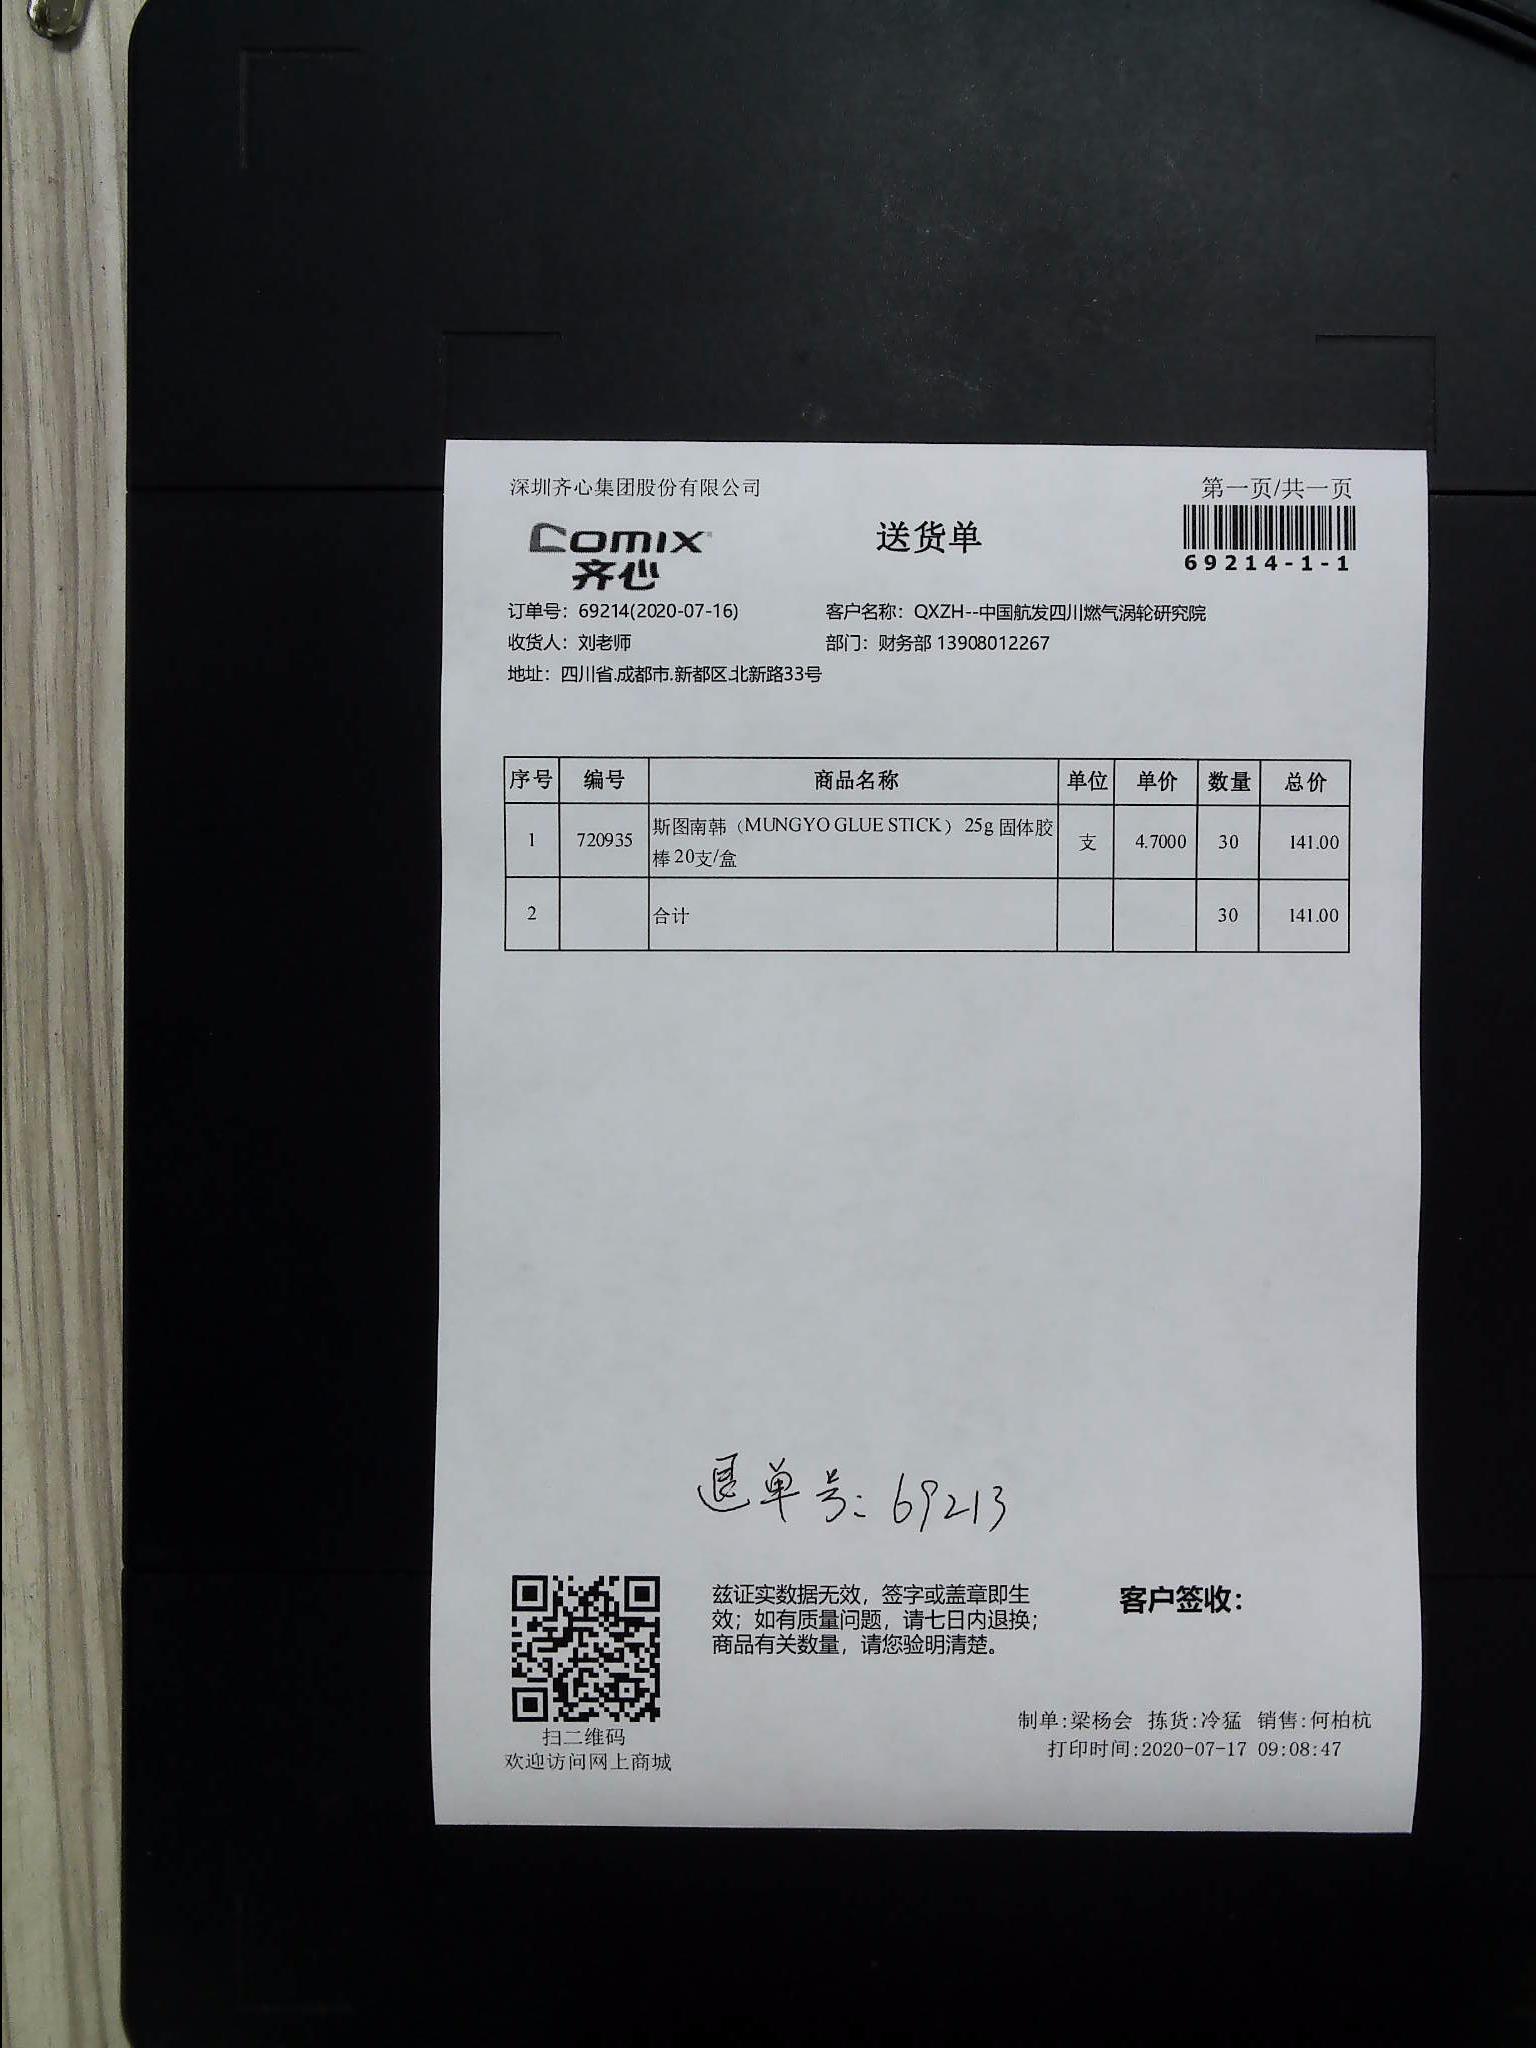 深圳齐心集团股份有限公司
第一页/共一页
comix
齐心
送货单
69214-1-1
订单号：69214(2020-07-16)
客户名称：QXZH--中国航发四川燃气涡轮研究院
收货人：刘老师
部门：财务部 13908012267
地址：四川省.成都市.新都区.北新路33号
序号 编号 商品名称 单位 单价 数量 总价
1 720935 斯图南韩（MUNGYO GLUE STICK） 25g 固体胶 支 4.7000 30 141.00
棒 20支/盒
2 合计 30 141.00
退单号：69213
兹证实数据无效，签字或盖章即生
效；如有质量问题，请七日内退换；
商品有关数量，请您验明清楚。
客户签收：
扫二维码
欢迎访问网上商城
制单:梁杨会 拣货:冷猛 销售:何柏杭
打印时间:2020-07-17 09:08:47